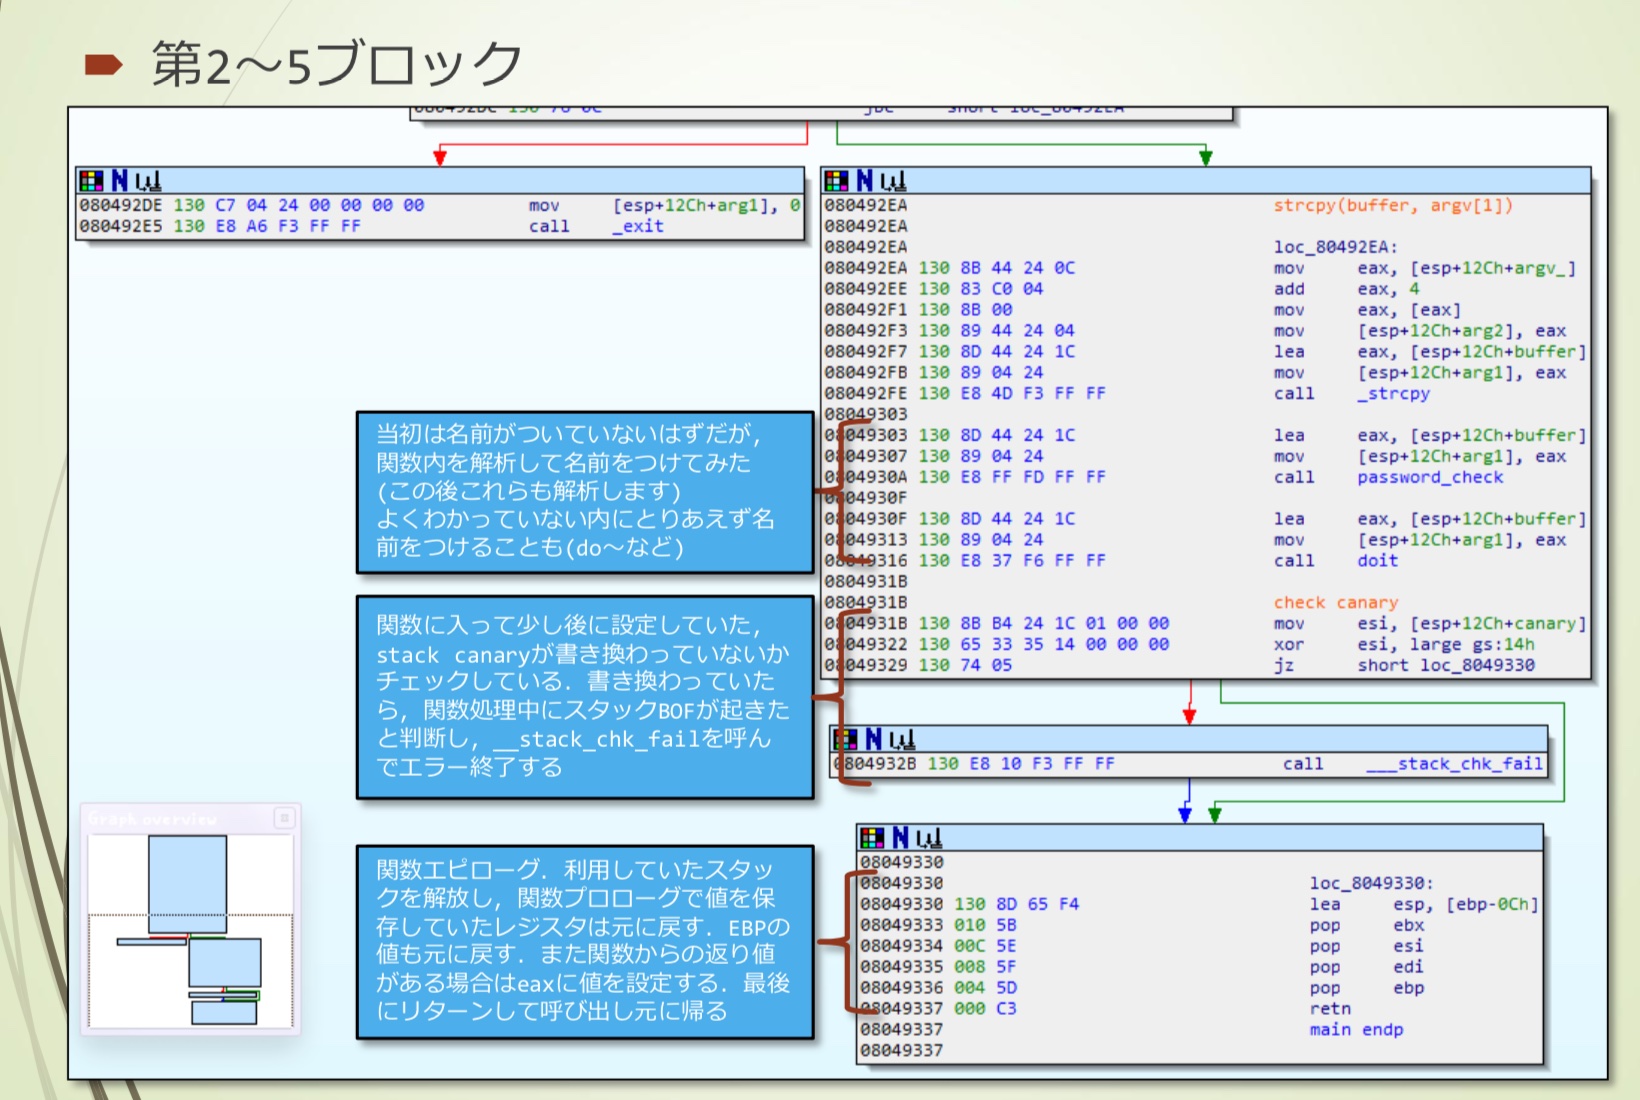 第2～5ブロック
080492DE 130 C7 04 24 00 00 00 00 mov [esp+12Ch+arg1], 0
080492E5 130 E8 A6 F3 FF FF call _exit
080492EA strcpy(buffer, argv[1])
080492EA
080492EA loc_80492EA:
080492EA 130 8B 44 24 0C mov eax, [esp+12Ch+argv_]
080492EE 130 83 C0 04 add eax, 4
080492F1 130 8B 00 mov eax, [eax]
080492F3 130 89 44 24 04 mov [esp+12Ch+arg2], eax
080492F7 130 8D 44 24 1C lea eax, [esp+12Ch+buffer]
080492FB 130 89 04 24 mov [esp+12Ch+arg1], eax
080492FE 130 E8 4D F3 FF FF call _strcpy
08049303
08049303 130 8D 44 24 1C lea eax, [esp+12Ch+buffer]
08049307 130 89 04 24 mov [esp+12Ch+arg1], eax
0804930A 130 E8 FF FD FF FF call password_check
0804930F
0804930F 130 8D 44 24 1C lea eax, [esp+12Ch+buffer]
08049313 130 89 04 24 mov [esp+12Ch+arg1], eax
08049316 130 E8 37 F6 FF FF call doit
0804931B
0804931B check canary
0804931B 130 8B B4 24 1C 01 00 00 mov esi, [esp+12Ch+canary]
08049322 130 65 33 35 14 00 00 00 xor esi, large gs:14h
08049329 130 74 05 jz short loc_8049330
当初は名前がついていないはずだが，
関数内を解析して名前をつけてみた
(この後これらも解析します)
よくわかっていない内にとりあえず名
前をつけることも(do～など)
関数に入って少し後に設定していた，
stack canaryが書き換わっていないか
チェックしている．書き換わっていた
ら，関数処理中にスタックBOFが起きた
と判断し，__stack_chk_failを呼ん
でエラー終了する
0804932B 130 E8 10 F3 FF FF call ___stack_chk_fail
関数エピローグ．利用していたスタッ
クを解放し，関数プロローグで値を保
存していたレジスタは元に戻す．EBPの
値も元に戻す．また関数からの返り値
がある場合はeaxに値を設定する．最後
にリターンして呼び出し元に帰る
08049330
08049330 loc_8049330:
08049330 130 8D 65 F4 lea esp, [ebp-0Ch]
08049333 010 5B pop ebx
08049334 00C 5E pop esi
08049335 008 5F pop edi
08049336 004 5D pop ebp
08049337 000 C3 retn
08049337 main endp
08049337
Graph overview